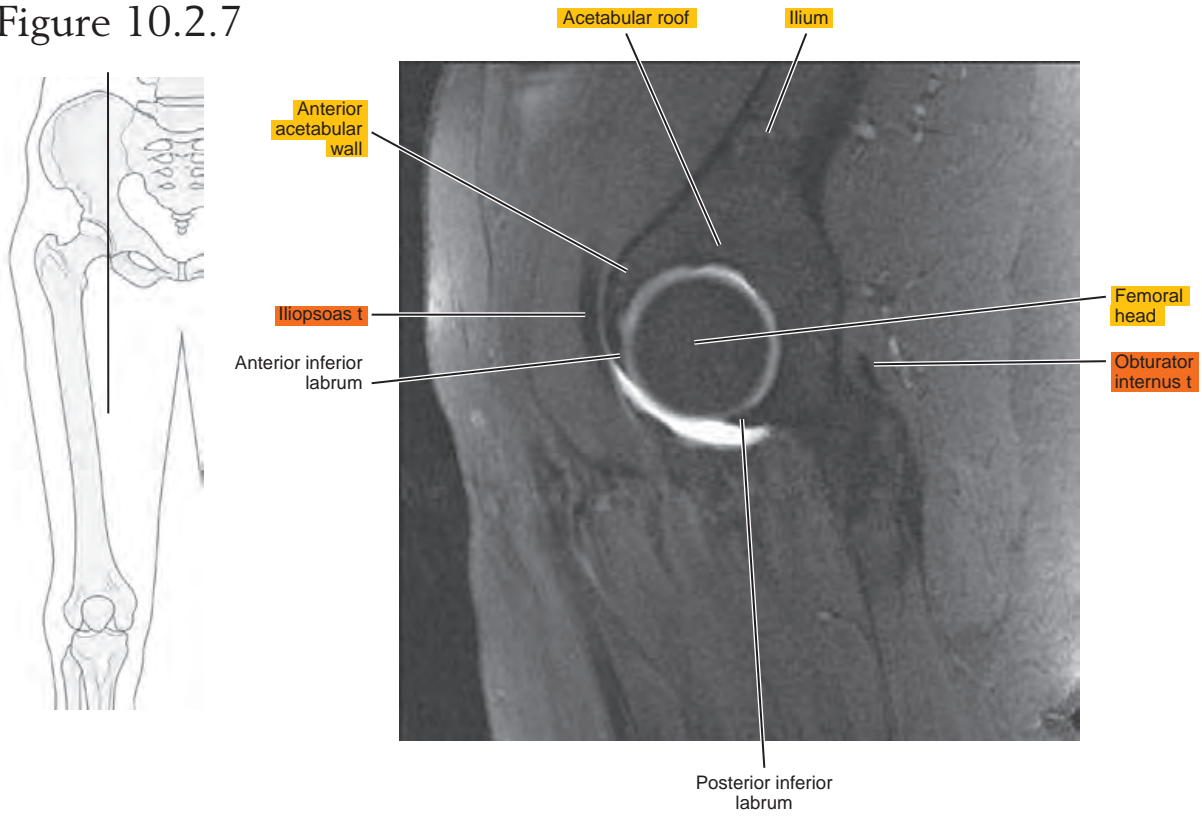 Figure 10.2.7
Acetabular roof
Ilium
Anterior
acetabular
wall
Iliopsoas t
Anterior inferior
labrum
Femoral
head
Obturator
internus t
Posterior inferior
labrum